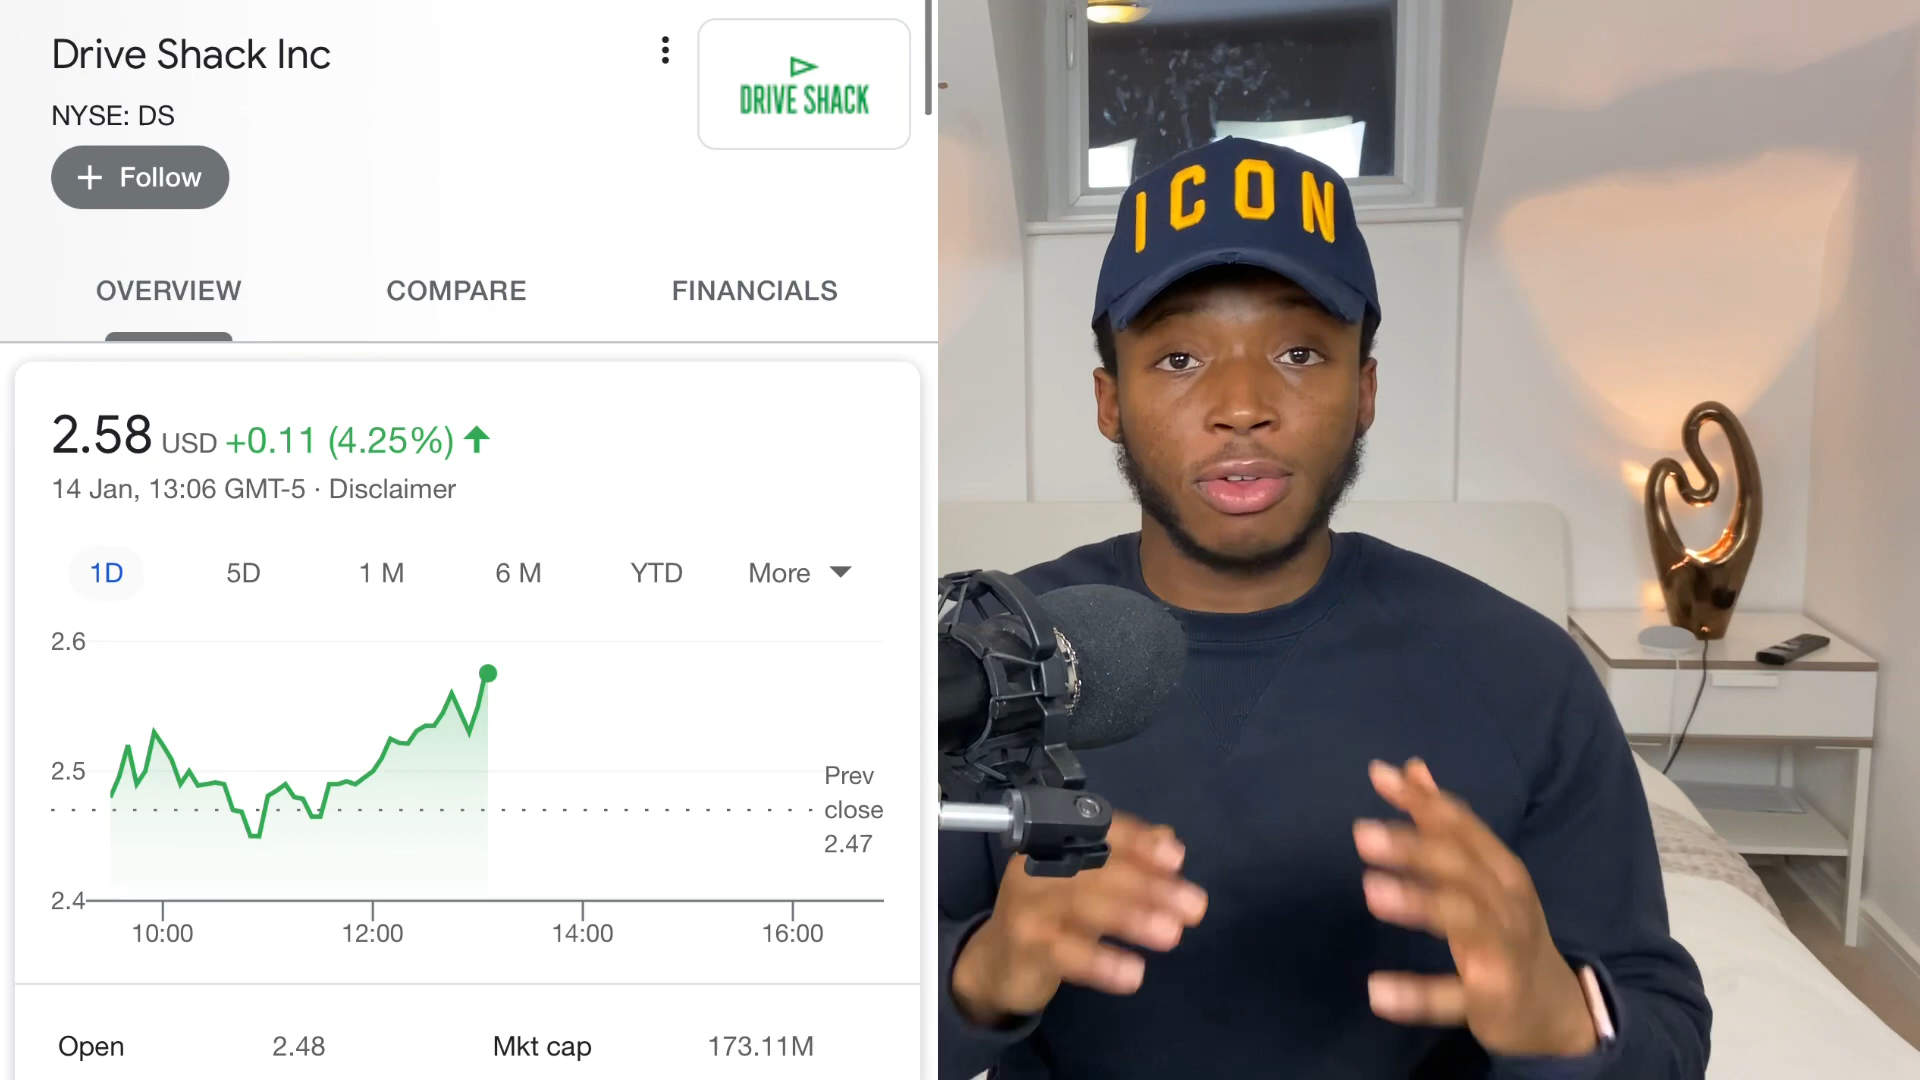 Drive Shack Inc
NYSE: DS
+ Follow
DRIVE SHACK
OVERVIEW COMPARE FINANCIALS
2.58 USD +0.11 (4.25%)
14 Jan, 13:06 GMT-5 · Disclaimer
1D 5D 1 M 6 M YTD More
2.6
2.5
2.4
Prev
close
2.47
10:00 12:00 14:00 16:00
Open 2.48 Mkt cap 173.11M
ICON